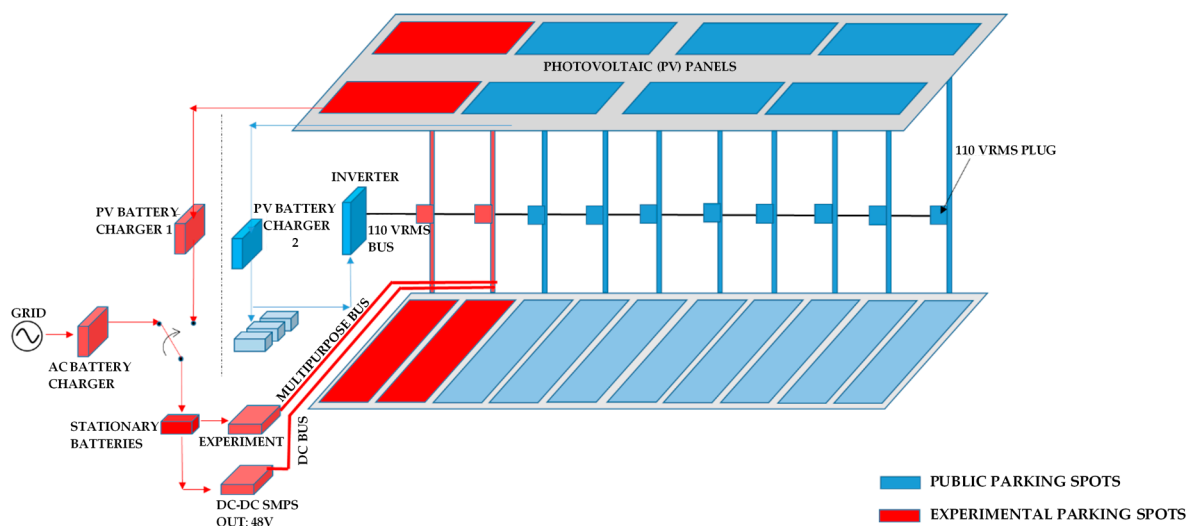 PHOTOVOLTAIC (PV) PANELS
110 VRMS PLUG
INVERTER
PV BATTERY
CHARGER 1
PV BATTERY
CHARGER
2
110 VRMS
BUS
GRID
AC BATTERY
CHARGER
MULTIPURPOSE BUS
DC BUS
STATIONARY
BATTERIES
EXPERIMENT
DC-DC SMPS
OUT: 48V
PUBLIC PARKING SPOTS
EXPERIMENTAL PARKING SPOTS